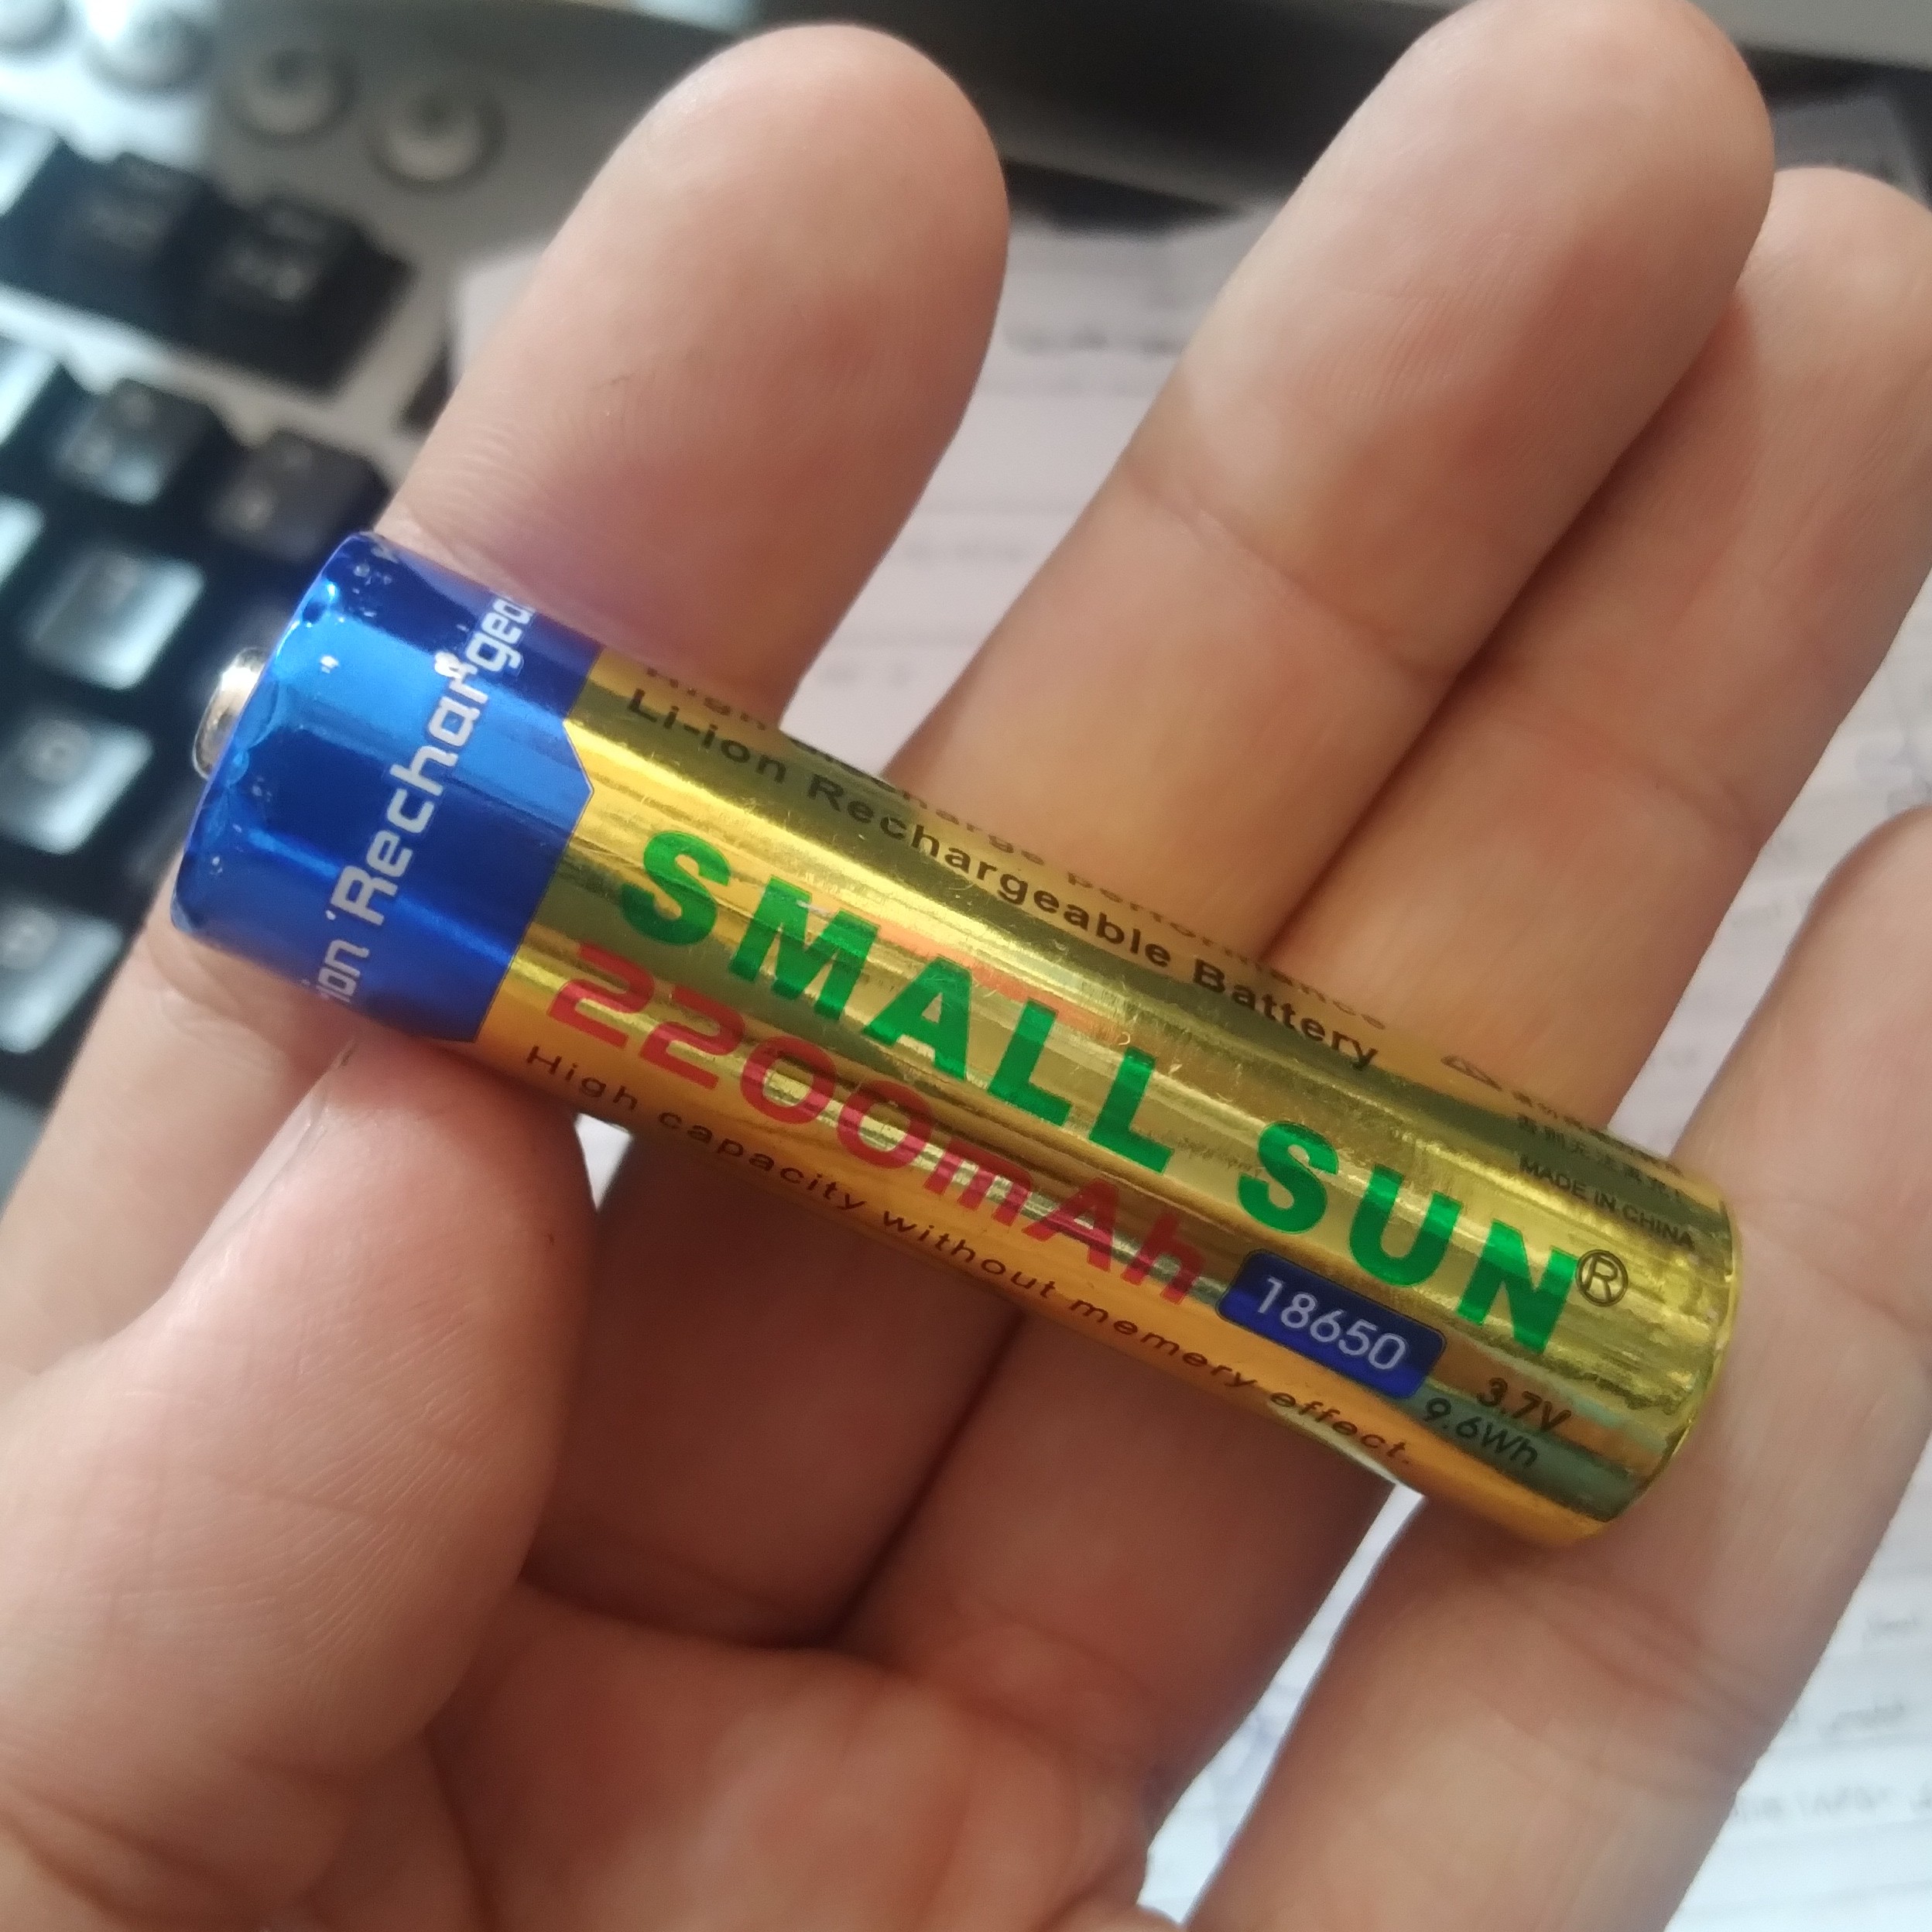 ion Rechargea
Li-ion Rechargeable Battery
SMALL SUN®
2200mAh
18650
3.7V
9.6Wh
High capacity without memery effect.
MADE IN CHINA